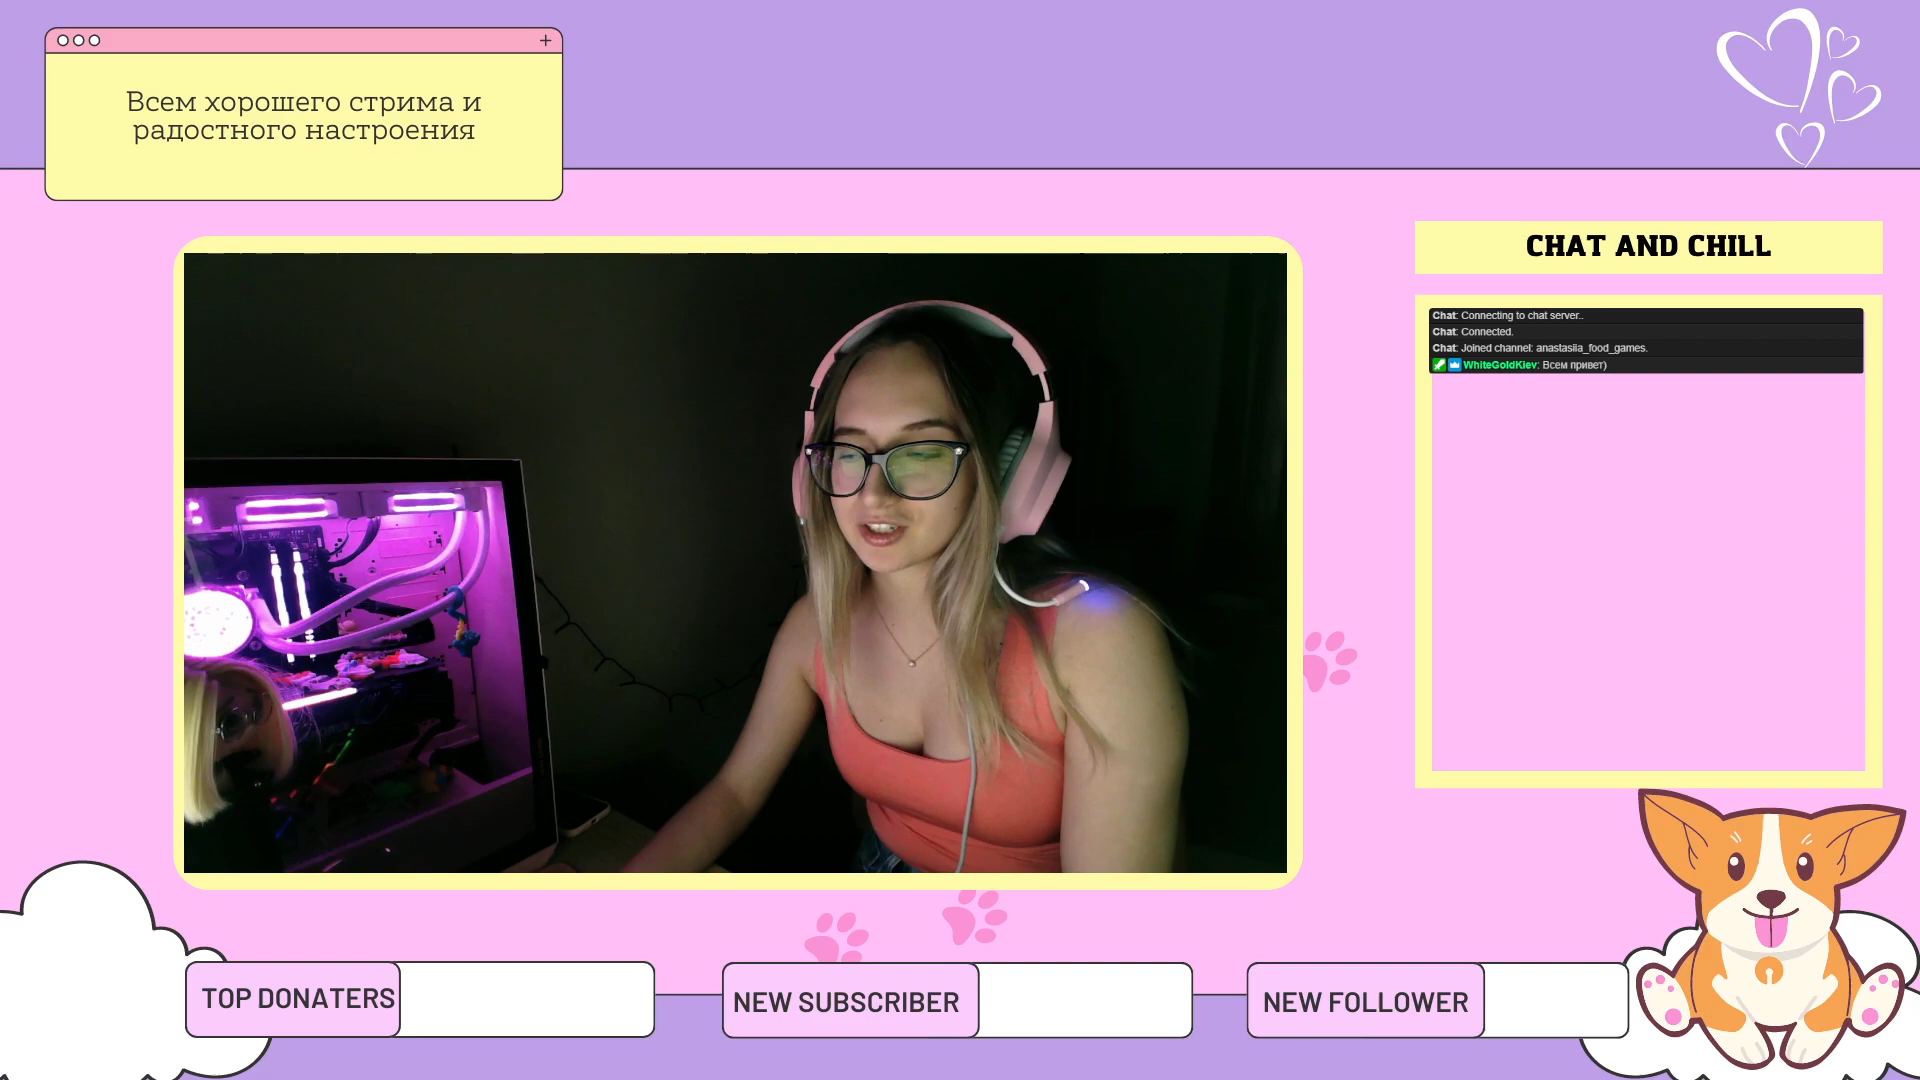 Всем хорошего стрима и
радостного настроения
CHAT AND CHILL
Chat: Connecting to chat server..
Chat: Connected.
Chat: Joined channel: anastasiia_food_games.
WhiteGoldKiev: Всем привет)
TOP DONATERS
NEW SUBSCRIBER
NEW FOLLOWER